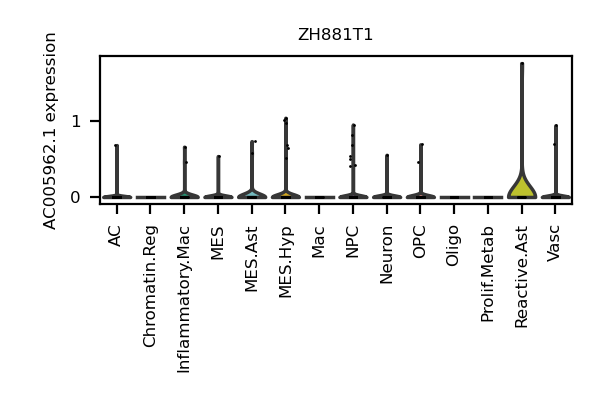 ZH881T1
AC005962.1 expression
1
0
AC
Chromatin.Reg
Inflammatory.Mac
MES
MES.Ast
MES.Hyp
Mac
NPC
Neuron
OPC
Oligo
Prolif.Metab
Reactive.Ast
Vasc